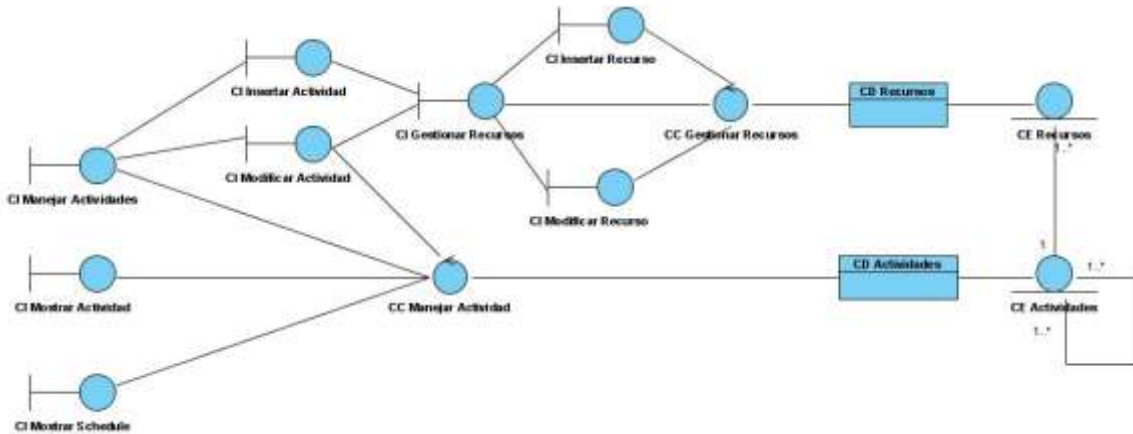 CI Insertar Recurso
CI Insertar Actividad
CD Recursos
CI Gestionar Recursos
CC Gestionar Recursos
CE Recursos
1..*
CI Modificar Actividad
CI Manejar Actividades
CI Modificar Recurso
1
CD Actividades
1..*
CI Mostrar Actividad
CC Manejar Actividad
CE Actividades
1..*
CI Mostrar Schedule